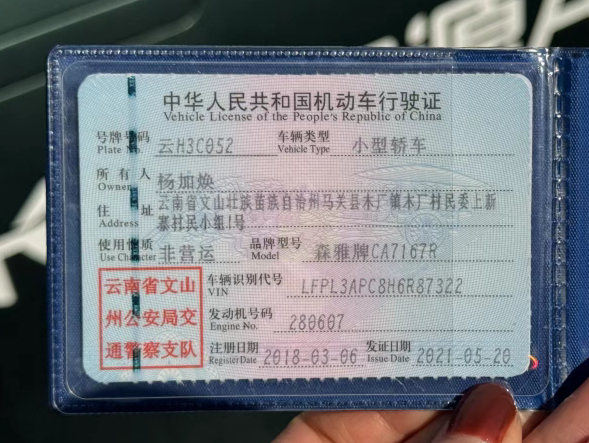 中华人民共和国机动车行驶证
Vehicle License of the People's Republic of China
号牌号码 云H3C052 车辆类型 小型轿车
Plate No. Vehicle Type
所有人 杨加焕
Owner
住址 云南省文山壮族苗族自治州马关县木厂镇木厂村民委上新
Address 寨村民小组1号
使用性质 非营运 品牌型号 森雅牌CA7167R
Use Character Model
云南省文山 车辆识别代号 LFPL3APC8H6R87322
VIN
州公安局交 发动机号码 280607
Engine No.
通警察支队 注册日期 2018-03-06 发证日期 2021-05-20
Register Date Issue Date